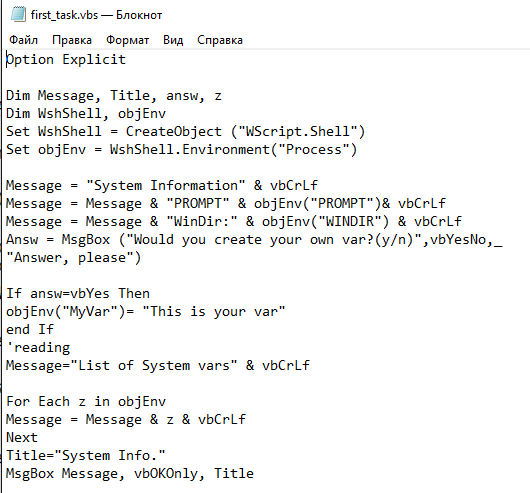 first_task.vbs — Блокнот
Файл Правка Формат Вид Справка
Option Explicit
Dim Message, Title, answ, z
Dim WshShell, objEnv
Set WshShell = CreateObject ("WScript.Shell")
Set objEnv = WshShell.Environment("Process")
Message = "System Information" & vbCrLf
Message = Message & "PROMPT" & objEnv("PROMPT")& vbCrLf
Message = Message & "WinDir:" & objEnv("WINDIR") & vbCrLf
Answ = MsgBox ("Would you create your own var?(y/n)",vbYesNo,_
"Answer, please")
If answ=vbYes Then
objEnv("MyVar")= "This is your var"
end If
'reading
Message="List of System vars" & vbCrLf
For Each z in objEnv
Message = Message & z & vbCrLf
Next
Title="System Info."
MsgBox Message, vbOKOnly, Title